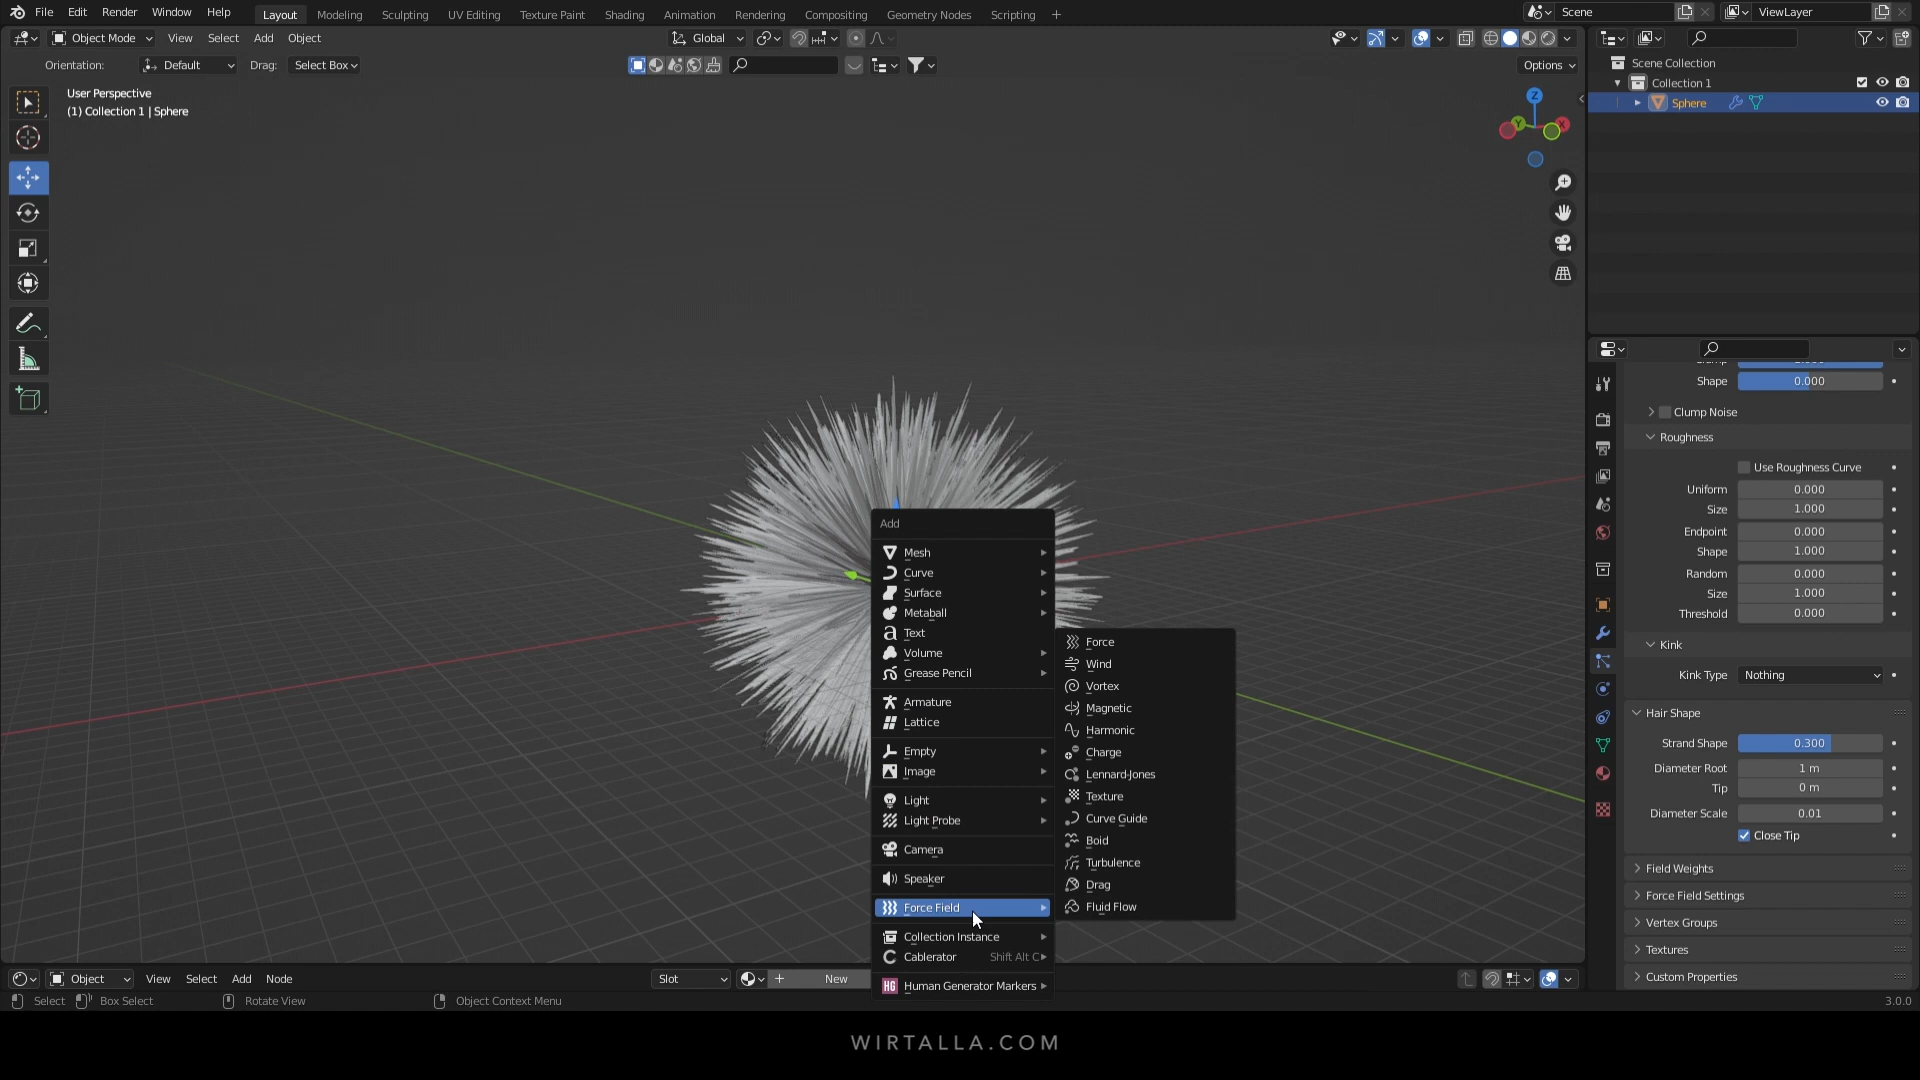 File Edit Render Window Help Layout Modeling Sculpting UV Editing Texture Paint Shading Animation Rendering Compositing Geometry Nodes Scripting + Scene ViewLayer
Object Mode View Select Add Object Global
Orientation: Default Drag: Select Box Options
User Perspective
(1) Collection 1 | Sphere
Z
Y
X
Scene Collection
Collection 1
Sphere
Shape 0.000
Clump Noise
Roughness
Use Roughness Curve
Uniform 0.000
Size 1.000
Endpoint 0.000
Shape 1.000
Random 0.000
Size 1.000
Threshold 0.000
Kink
Kink Type Nothing
Hair Shape
Strand Shape 0.300
Diameter Root 1 m
Tip 0 m
Diameter Scale 0.01
Close Tip
Field Weights
Force Field Settings
Vertex Groups
Textures
Custom Properties
Add
Mesh
Curve
Surface
Metaball
Text
Volume
Grease Pencil
Armature
Lattice
Empty
Image
Light
Light Probe
Camera
Speaker
Force Field
Collection Instance
Cablerator Shift Alt C
HG Human Generator Markers
Force
Wind
Vortex
Magnetic
Harmonic
Charge
Lennard-Jones
Texture
Curve Guide
Boid
Turbulence
Drag
Fluid Flow
Object View Select Add Node Slot + New
Select Box Select Rotate View Object Context Menu 3.0.0
WIRTALLA.COM